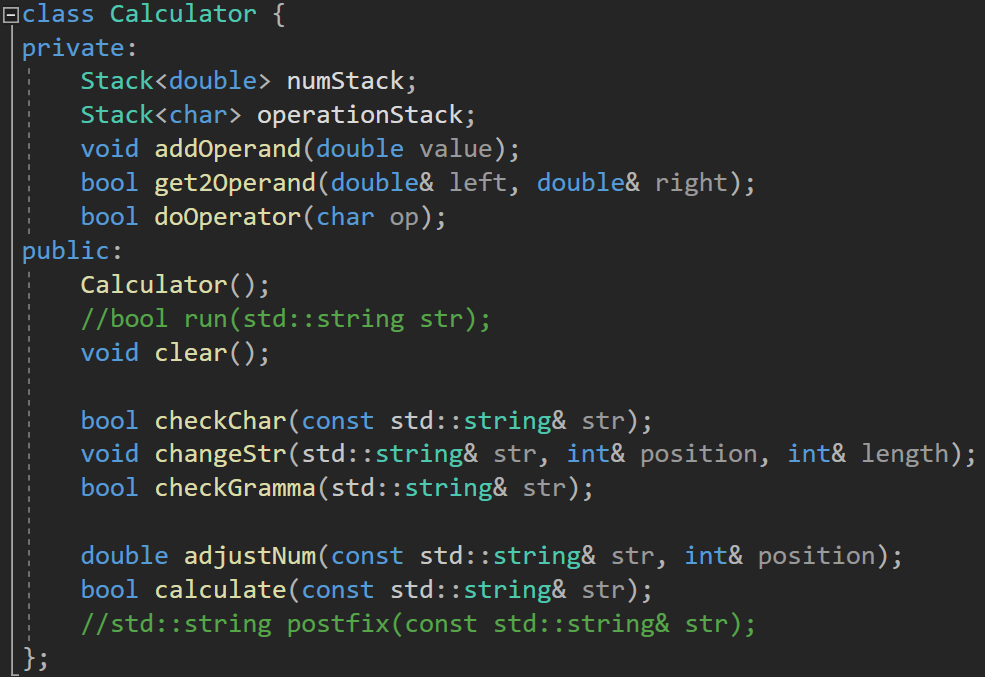 class Calculator {
private:
    Stack<double> numStack;
    Stack<char> operationStack;
    void addOperand(double value);
    bool get2Operand(double& left, double& right);
    bool doOperator(char op);
public:
    Calculator();
    //bool run(std::string str);
    void clear();

    bool checkChar(const std::string& str);
    void changeStr(std::string& str, int& position, int& length);
    bool checkGramma(std::string& str);

    double adjustNum(const std::string& str, int& position);
    bool calculate(const std::string& str);
    //std::string postfix(const std::string& str);
};